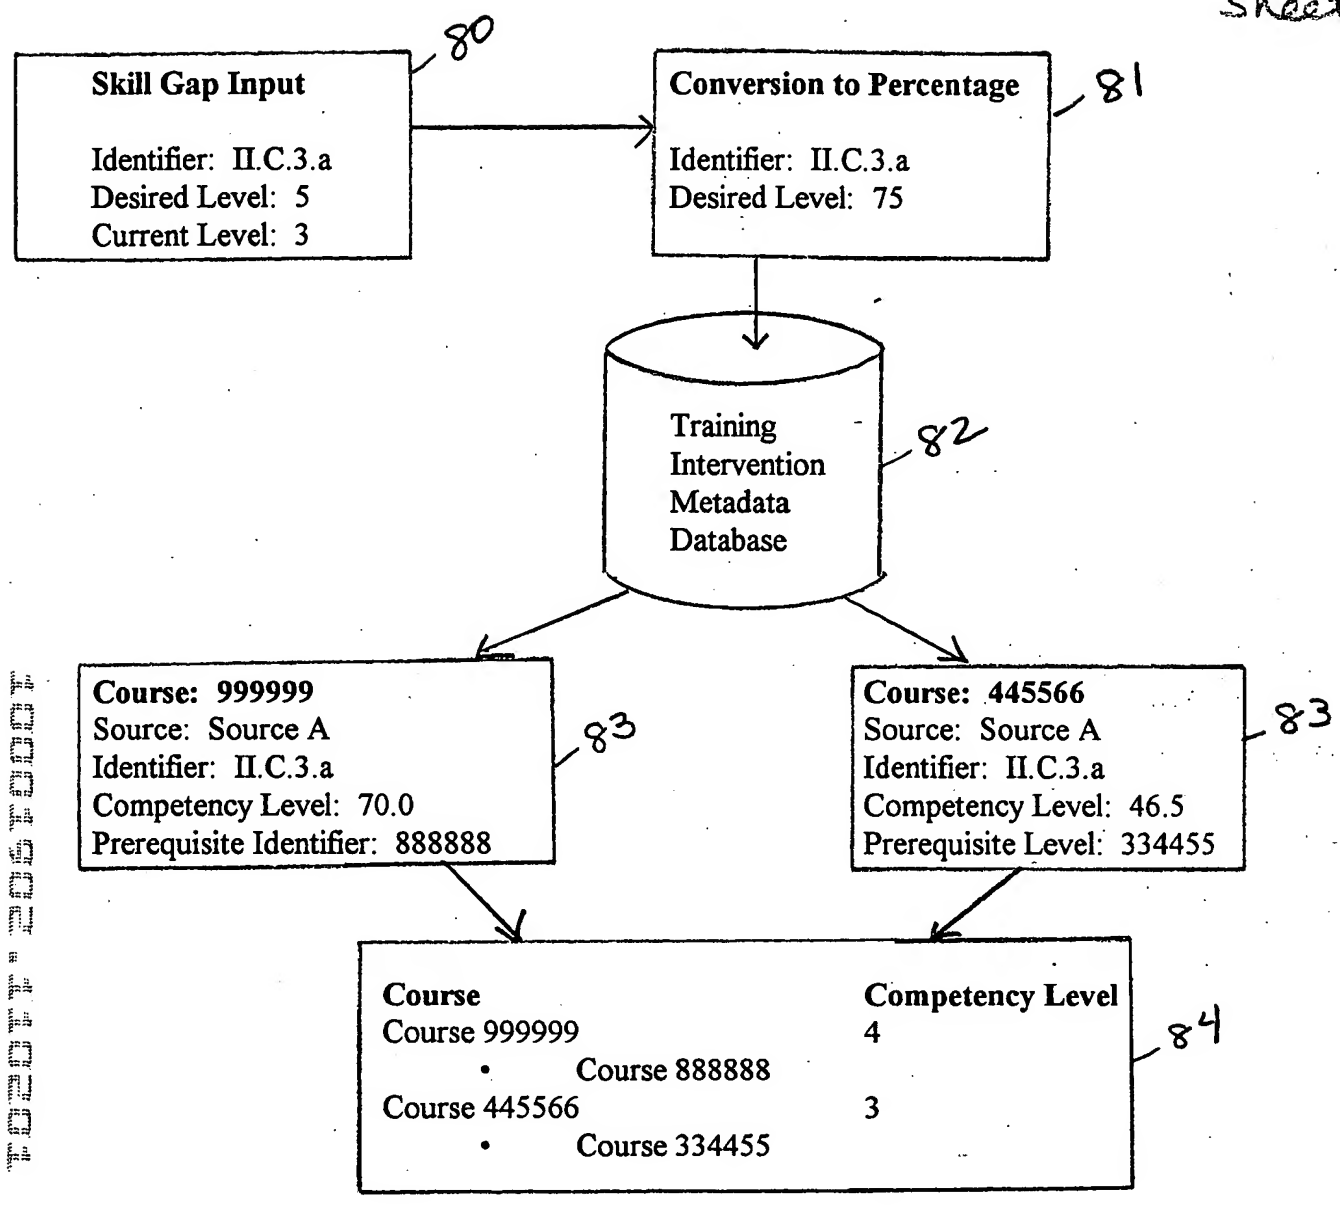 Sheet
80
Skill Gap Input
Identifier: II.C.3.a
Desired Level: 5
Current Level: 3
81
Conversion to Percentage
Identifier: II.C.3.a
Desired Level: 75
82
Training
Intervention
Metadata
Database
Course: 999999
Source: Source A
Identifier: II.C.3.a
Competency Level: 70.0
Prerequisite Identifier: 888888
83
Course: 445566
Source: Source A
Identifier: II.C.3.a
Competency Level: 46.5
Prerequisite Level: 334455
83
Course Competency Level
Course 999999 4
• Course 888888
Course 445566 3
• Course 334455
84